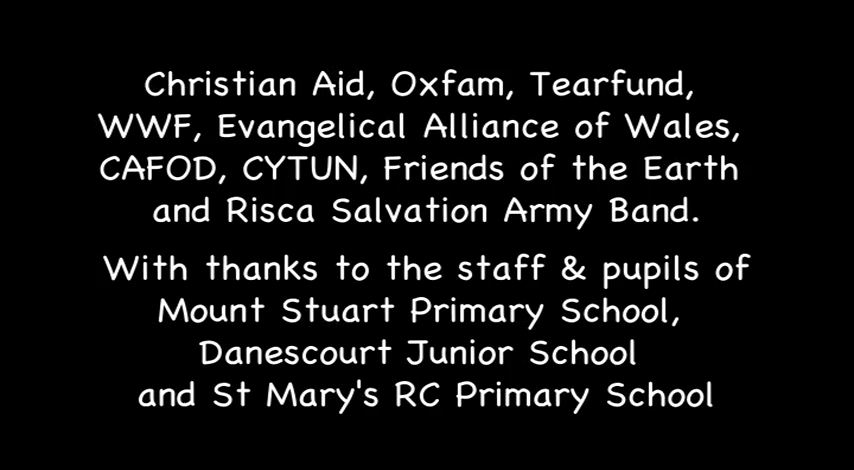 Christian Aid, Oxfam, Tearfund,
WWF, Evangelical Alliance of Wales,
CAFOD, CYTUN, Friends of the Earth
and Risca Salvation Army Band.
With thanks to the staff & pupils of
Mount Stuart Primary School,
Danescourt Junior School
and St Mary's RC Primary School